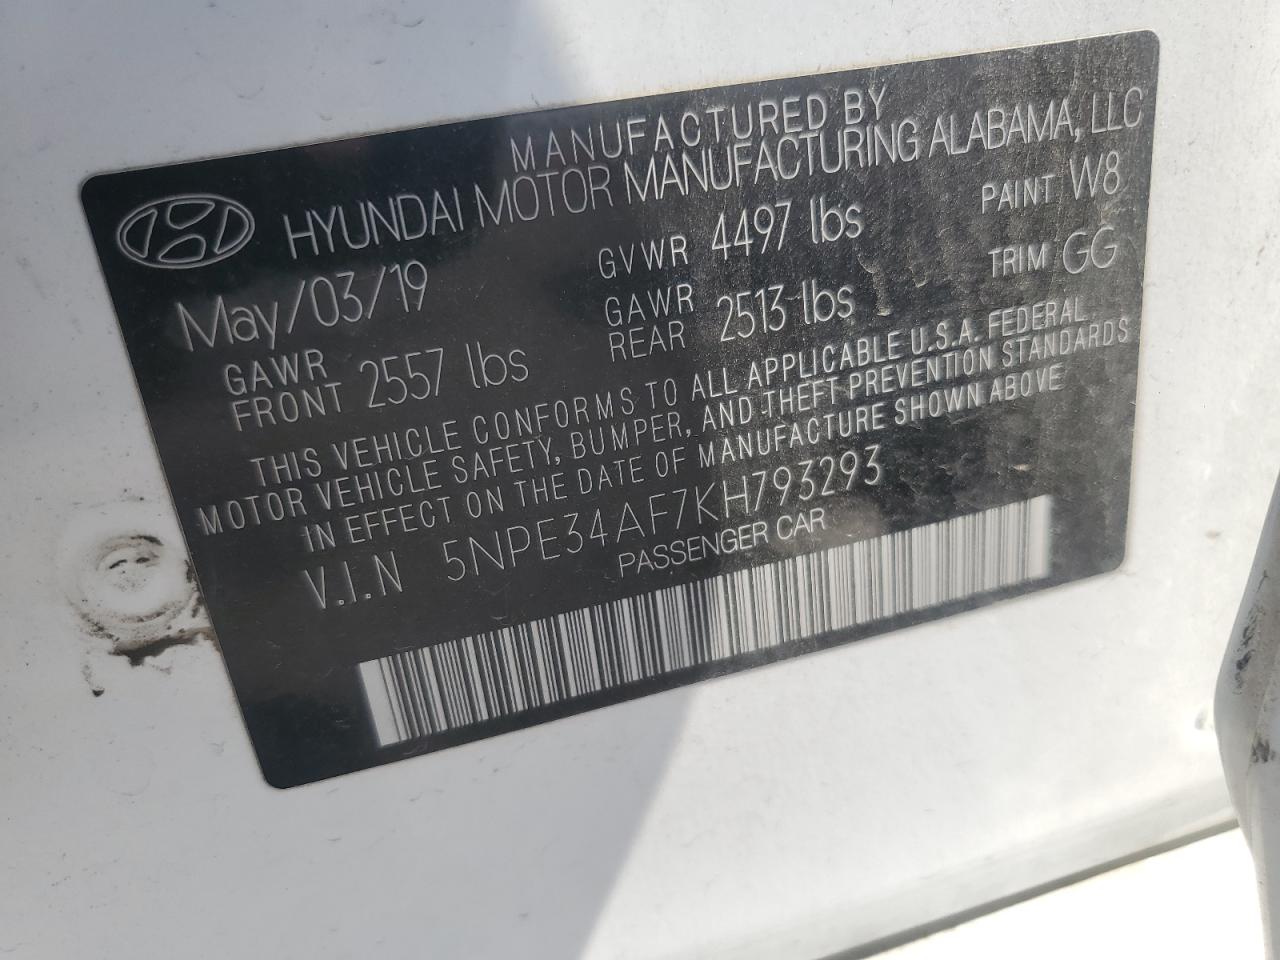 MANUFACTURED BY
HYUNDAI MOTOR MANUFACTURING ALABAMA, LLC
May/03/19 GVWR 4497 lbs PAINT W8
GAWR FRONT 2557 lbs GAWR REAR 2513 lbs TRIM GG
THIS VEHICLE CONFORMS TO ALL APPLICABLE U.S.A. FEDERAL
MOTOR VEHICLE SAFETY, BUMPER, AND THEFT PREVENTION STANDARDS
IN EFFECT ON THE DATE OF MANUFACTURE SHOWN ABOVE
V.I.N 5NPE34AF7KH793293
PASSENGER CAR